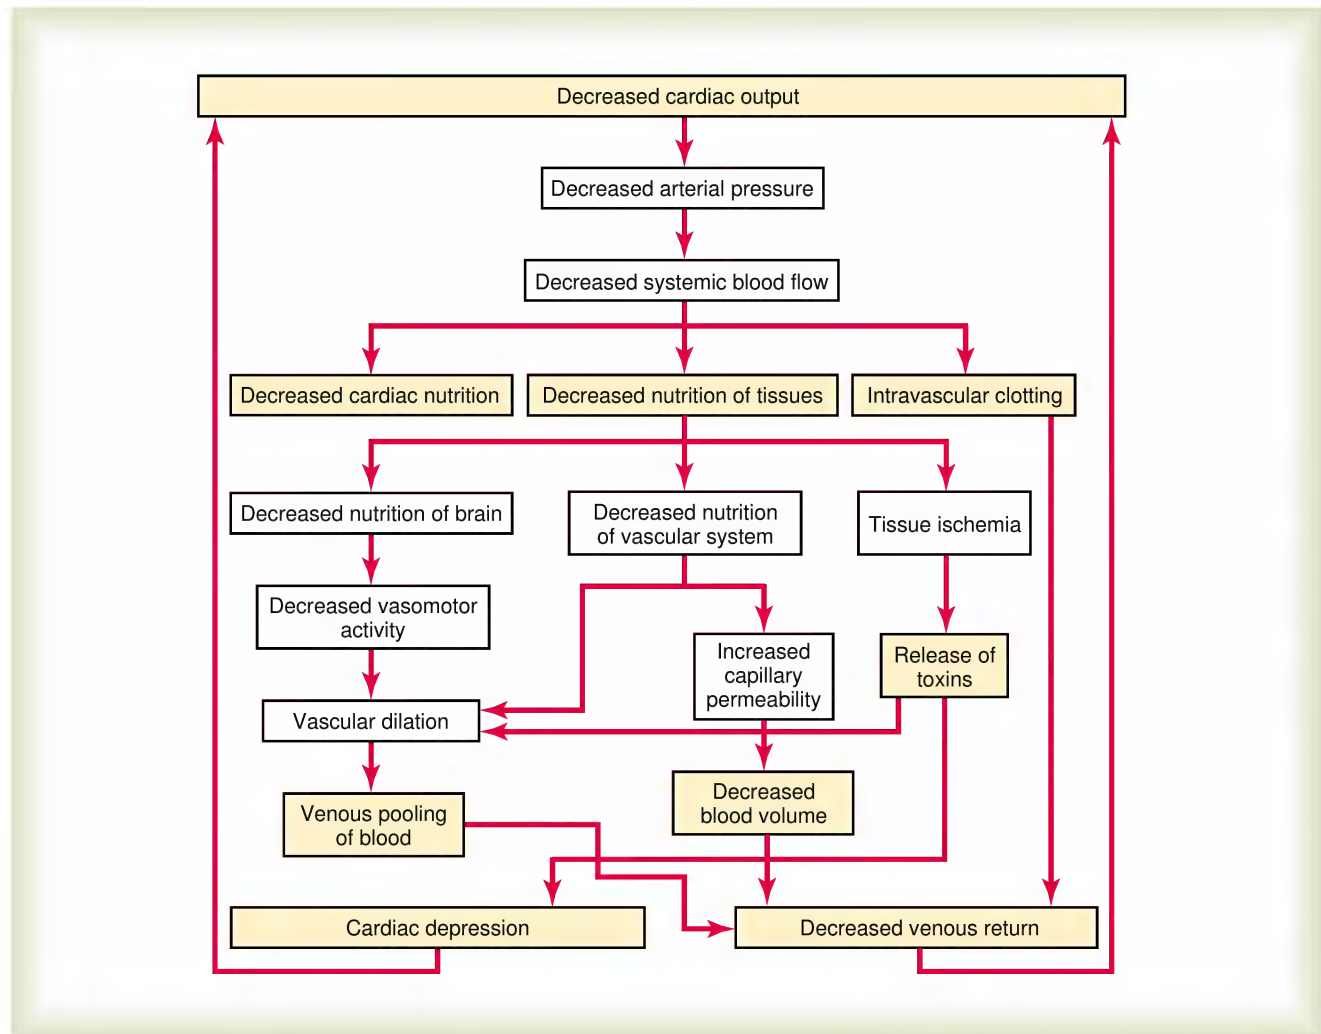 Decreased cardiac output
Decreased arterial pressure
Decreased systemic blood flow
Decreased cardiac nutrition
Decreased nutrition of tissues
Intravascular clotting
Decreased nutrition of brain
Decreased nutrition
of vascular system
Tissue ischemia
Decreased vasomotor
activity
Increased
capillary
permeability
Release of
toxins
Vascular dilation
Venous pooling
of blood
Decreased
blood volume
Cardiac depression
Decreased venous return